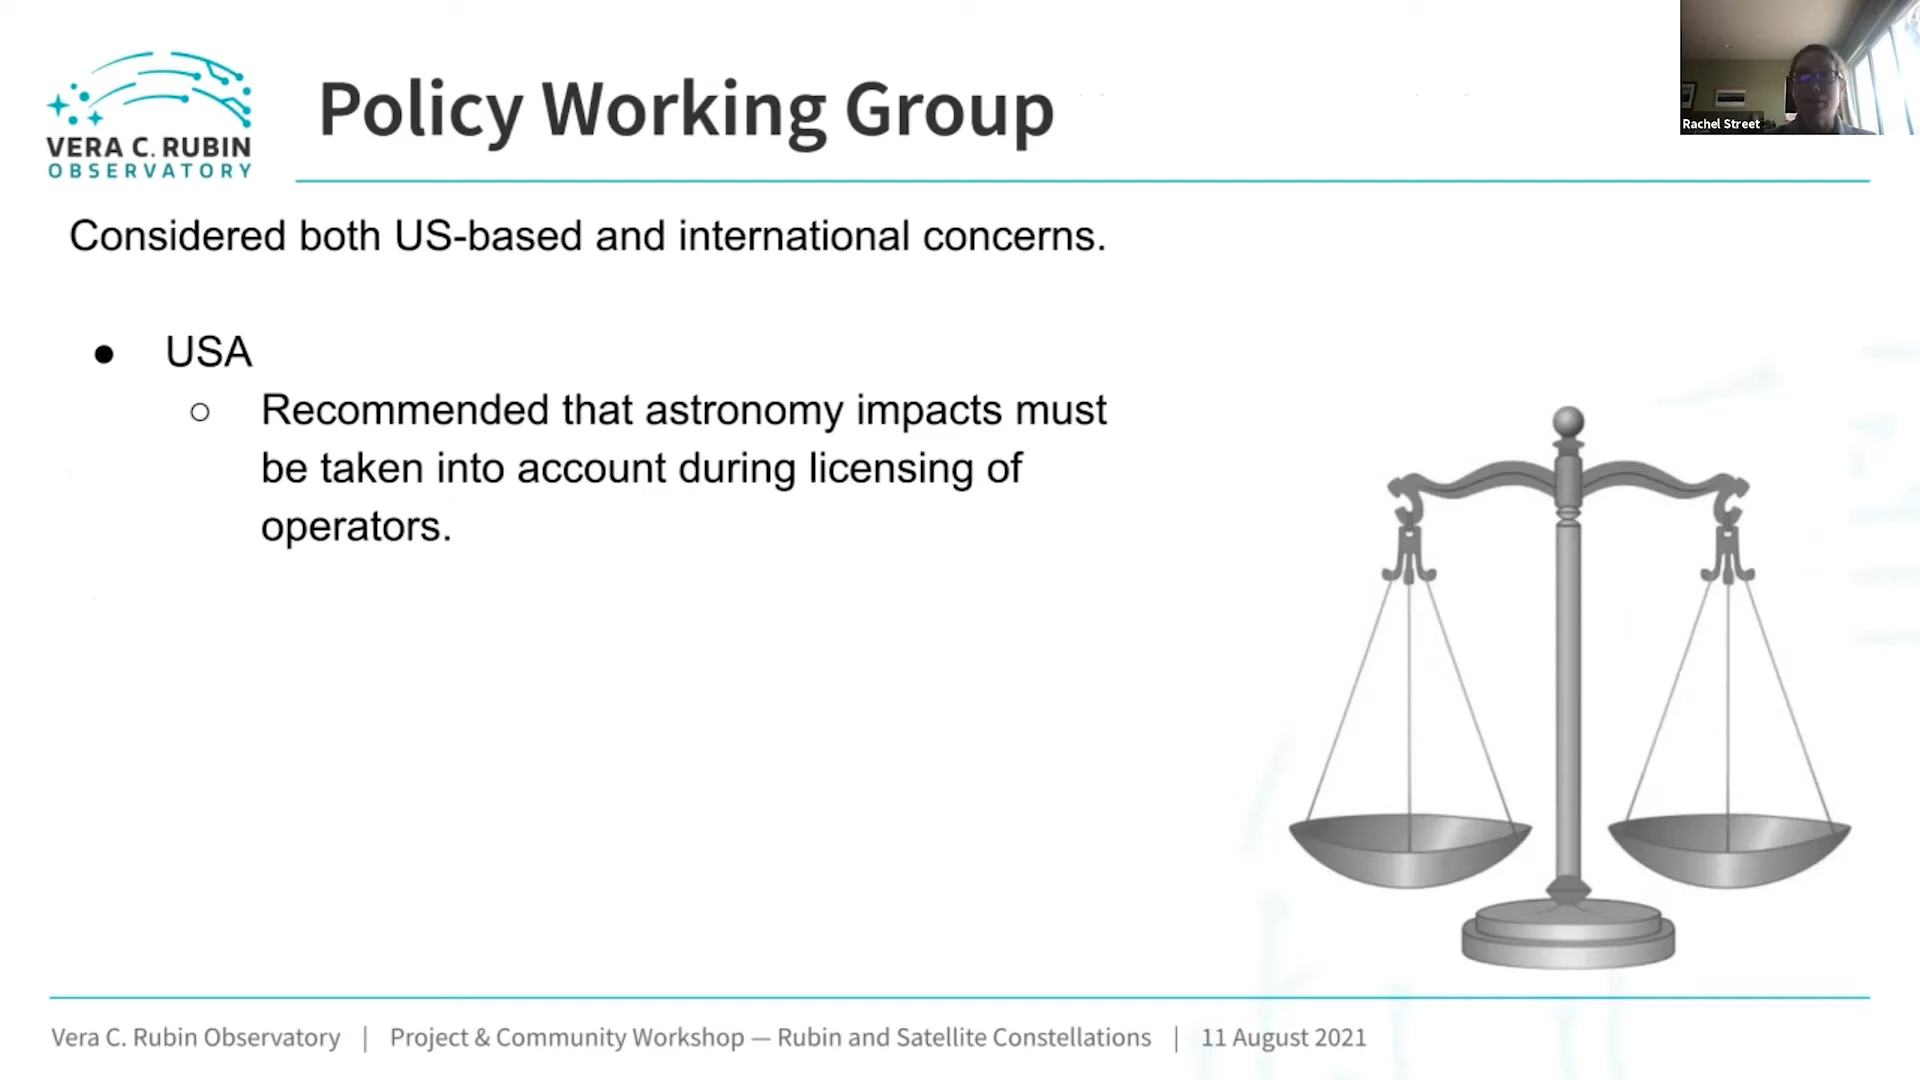 VERA C. RUBIN
OBSERVATORY
Policy Working Group
Rachel Street
Considered both US-based and international concerns.
● USA
○ Recommended that astronomy impacts must
be taken into account during licensing of
operators.
Vera C. Rubin Observatory | Project & Community Workshop — Rubin and Satellite Constellations | 11 August 2021